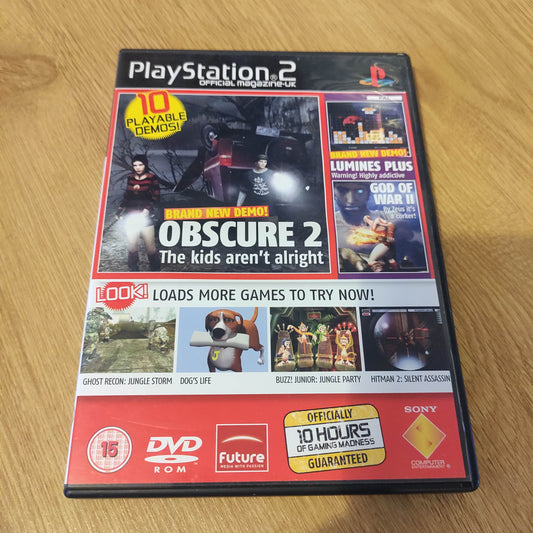 PlayStation®2
OFFICIAL MAGAZINE-UK
10
PLAYABLE
DEMOS!
BRAND NEW DEMO!
OBSCURE 2
The kids aren't alright
PAL
BRAND NEW DEMO!
LUMINES PLUS
Warning! Highly addictive
GOD OF
WAR II
By Zeus it's
a corker!
LOOK! LOADS MORE GAMES TO TRY NOW!
GHOST RECON: JUNGLE STORM
DOG'S LIFE
BUZZ! JUNIOR: JUNGLE PARTY
HITMAN 2: SILENT ASSASSIN
15
DVD
ROM
Future
MEDIA WITH PASSION
OFFICIALLY
10 HOURS
OF GAMING MADNESS
GUARANTEED
SONY
COMPUTER
ENTERTAINMENT®